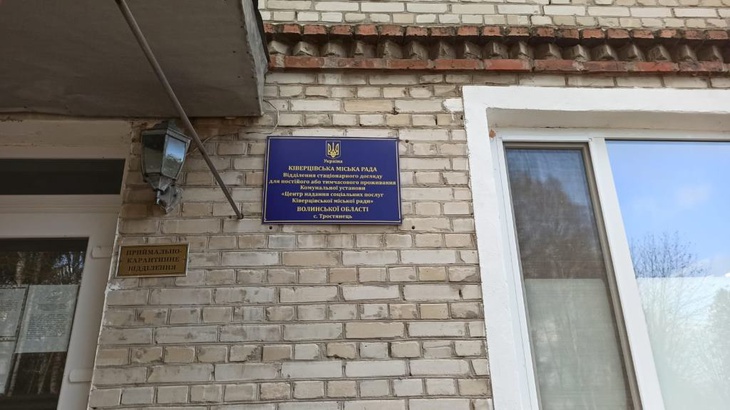 Україна
КІВЕРЦІВСЬКА МІСЬКА РАДА
Відділення стаціонарного догляду
для постійного або тимчасового проживання
Комунальної установи
«Центр надання соціальних послуг
Ківерцівської міської ради»
ВОЛИНСЬКОЇ ОБЛАСТІ
с. Тростянець
ПРИЙМАЛЬНО-
КАРАНТИННЕ
ВІДДІЛЕННЯ